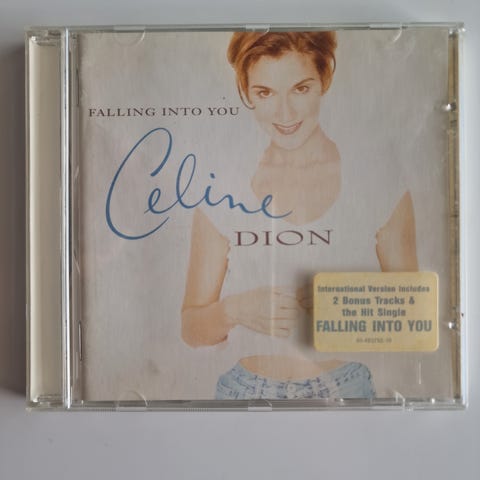 FALLING INTO YOU
Celine
DION
International Version includes
2 Bonus Tracks &
the Hit Single
FALLING INTO YOU